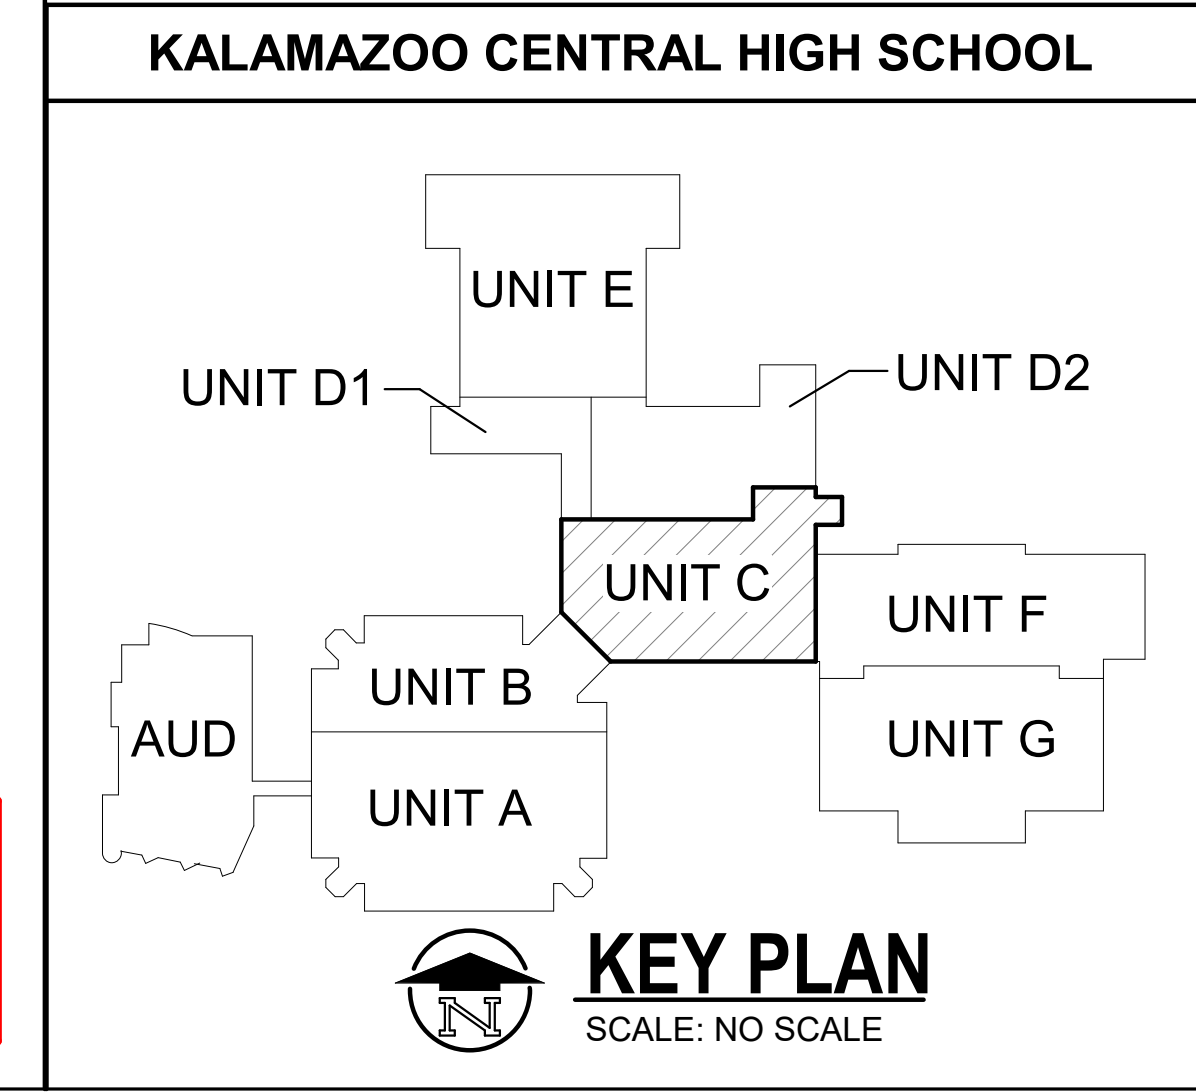 KALAMAZOO CENTRAL HIGH SCHOOL
UNIT E
UNIT D1
UNIT D2
UNIT C
UNIT F
UNIT B
AUD
UNIT G
UNIT A
KEY PLAN
N
SCALE: NO SCALE